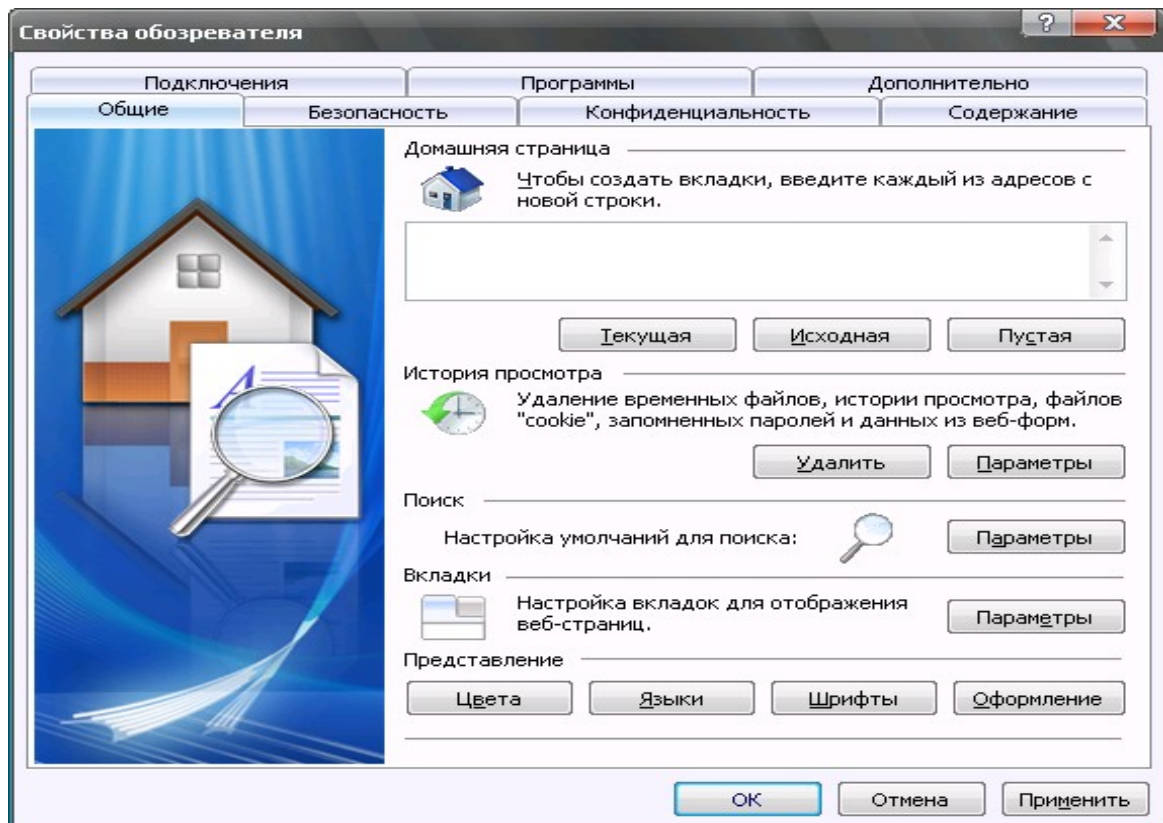 Свойства обозревателя
Подключения
Программы
Дополнительно
Общие
Безопасность
Конфиденциальность
Содержание
Домашняя страница
Чтобы создать вкладки, введите каждый из адресов с
новой строки.
Текущая
Исходная
Пустая
История просмотра
Удаление временных файлов, истории просмотра, файлов
"cookie", запомненных паролей и данных из веб-форм.
Удалить
Параметры
Поиск
Настройка умолчаний для поиска:
Параметры
Вкладки
Настройка вкладок для отображения
веб-страниц.
Параметры
Представление
Цвета
Языки
Шрифты
Оформление
ОК
Отмена
Применить